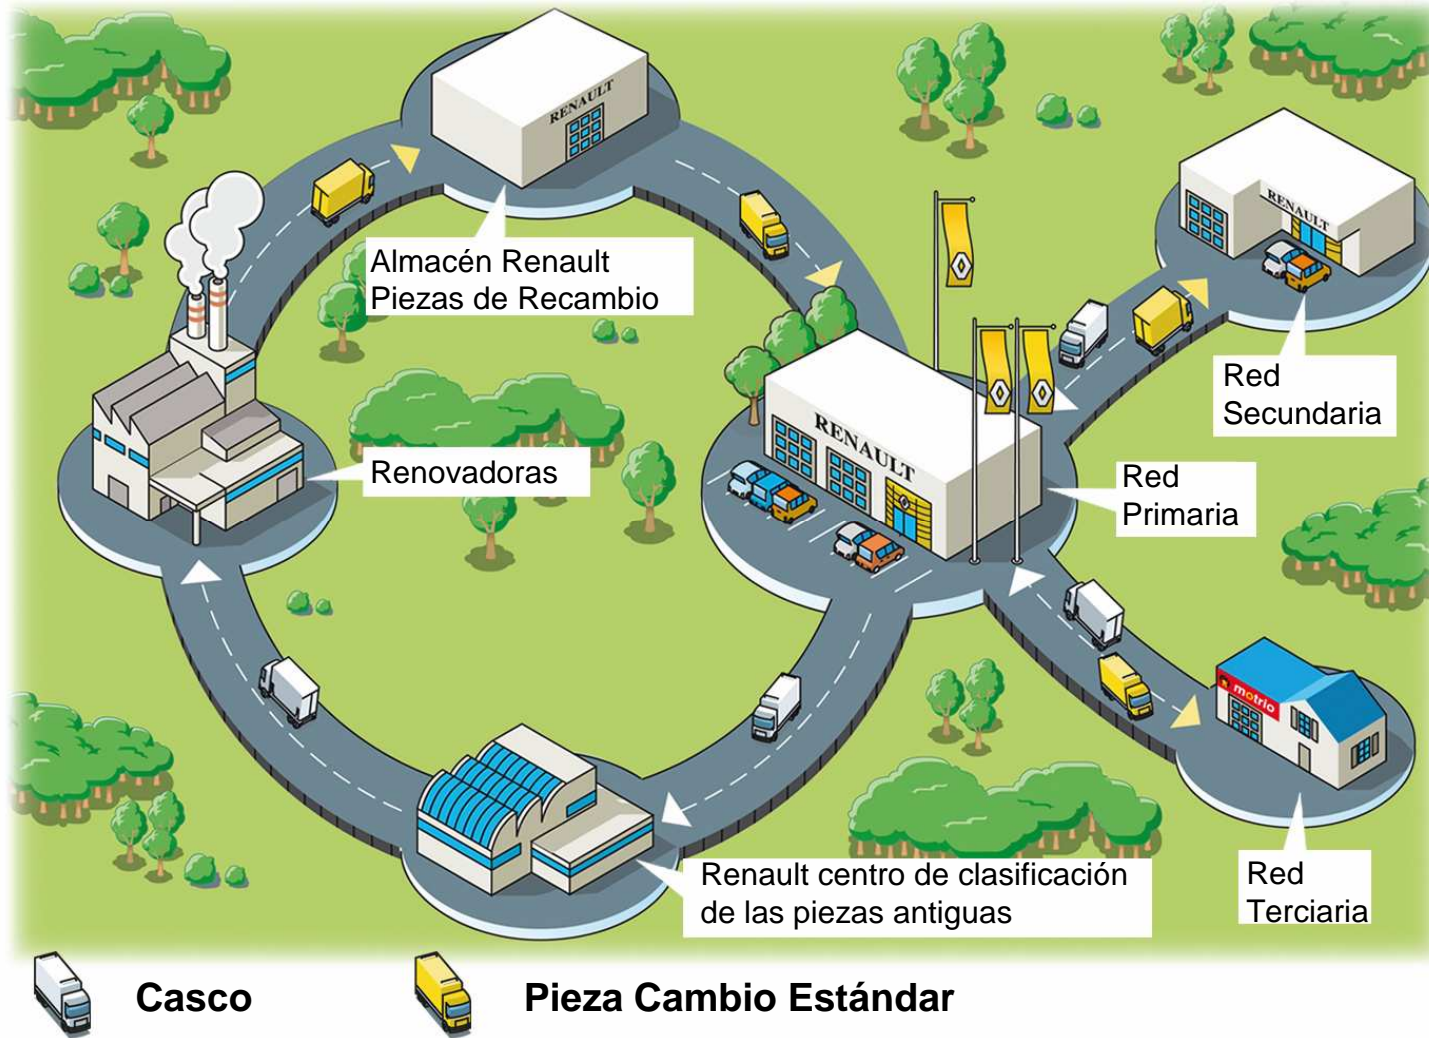 RENAULT
Almacén Renault
Piezas de Recambio
RENAULT
Red
Secundaria
RENAULT
Renovadoras
Red
Primaria
motrio
Renault centro de clasificación
de las piezas antiguas
Red
Terciaria
Casco
Pieza Cambio Estándar